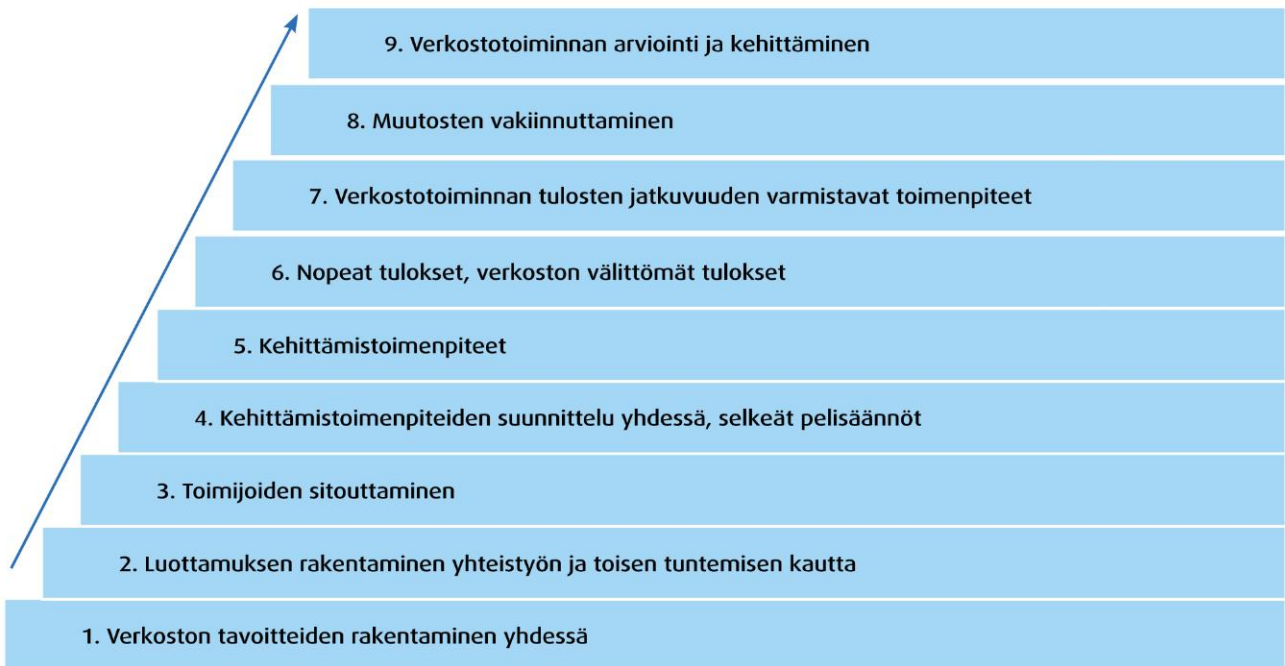 9. Verkostotoiminnan arviointi ja kehittäminen
8. Muutosten vakiinnuttaminen
7. Verkostotoiminnan tulosten jatkuvuuden varmistavat toimenpiteet
6. Nopeat tulokset, verkoston välittömät tulokset
5. Kehittämistoimenpiteet
4. Kehittämistoimenpiteiden suunnittelu yhdessä, selkeät pelisäännöt
3. Toimijoiden sitouttaminen
2. Luottamuksen rakentaminen yhteistyön ja toisen tuntemisen kautta
1. Verkoston tavoitteiden rakentaminen yhdessä